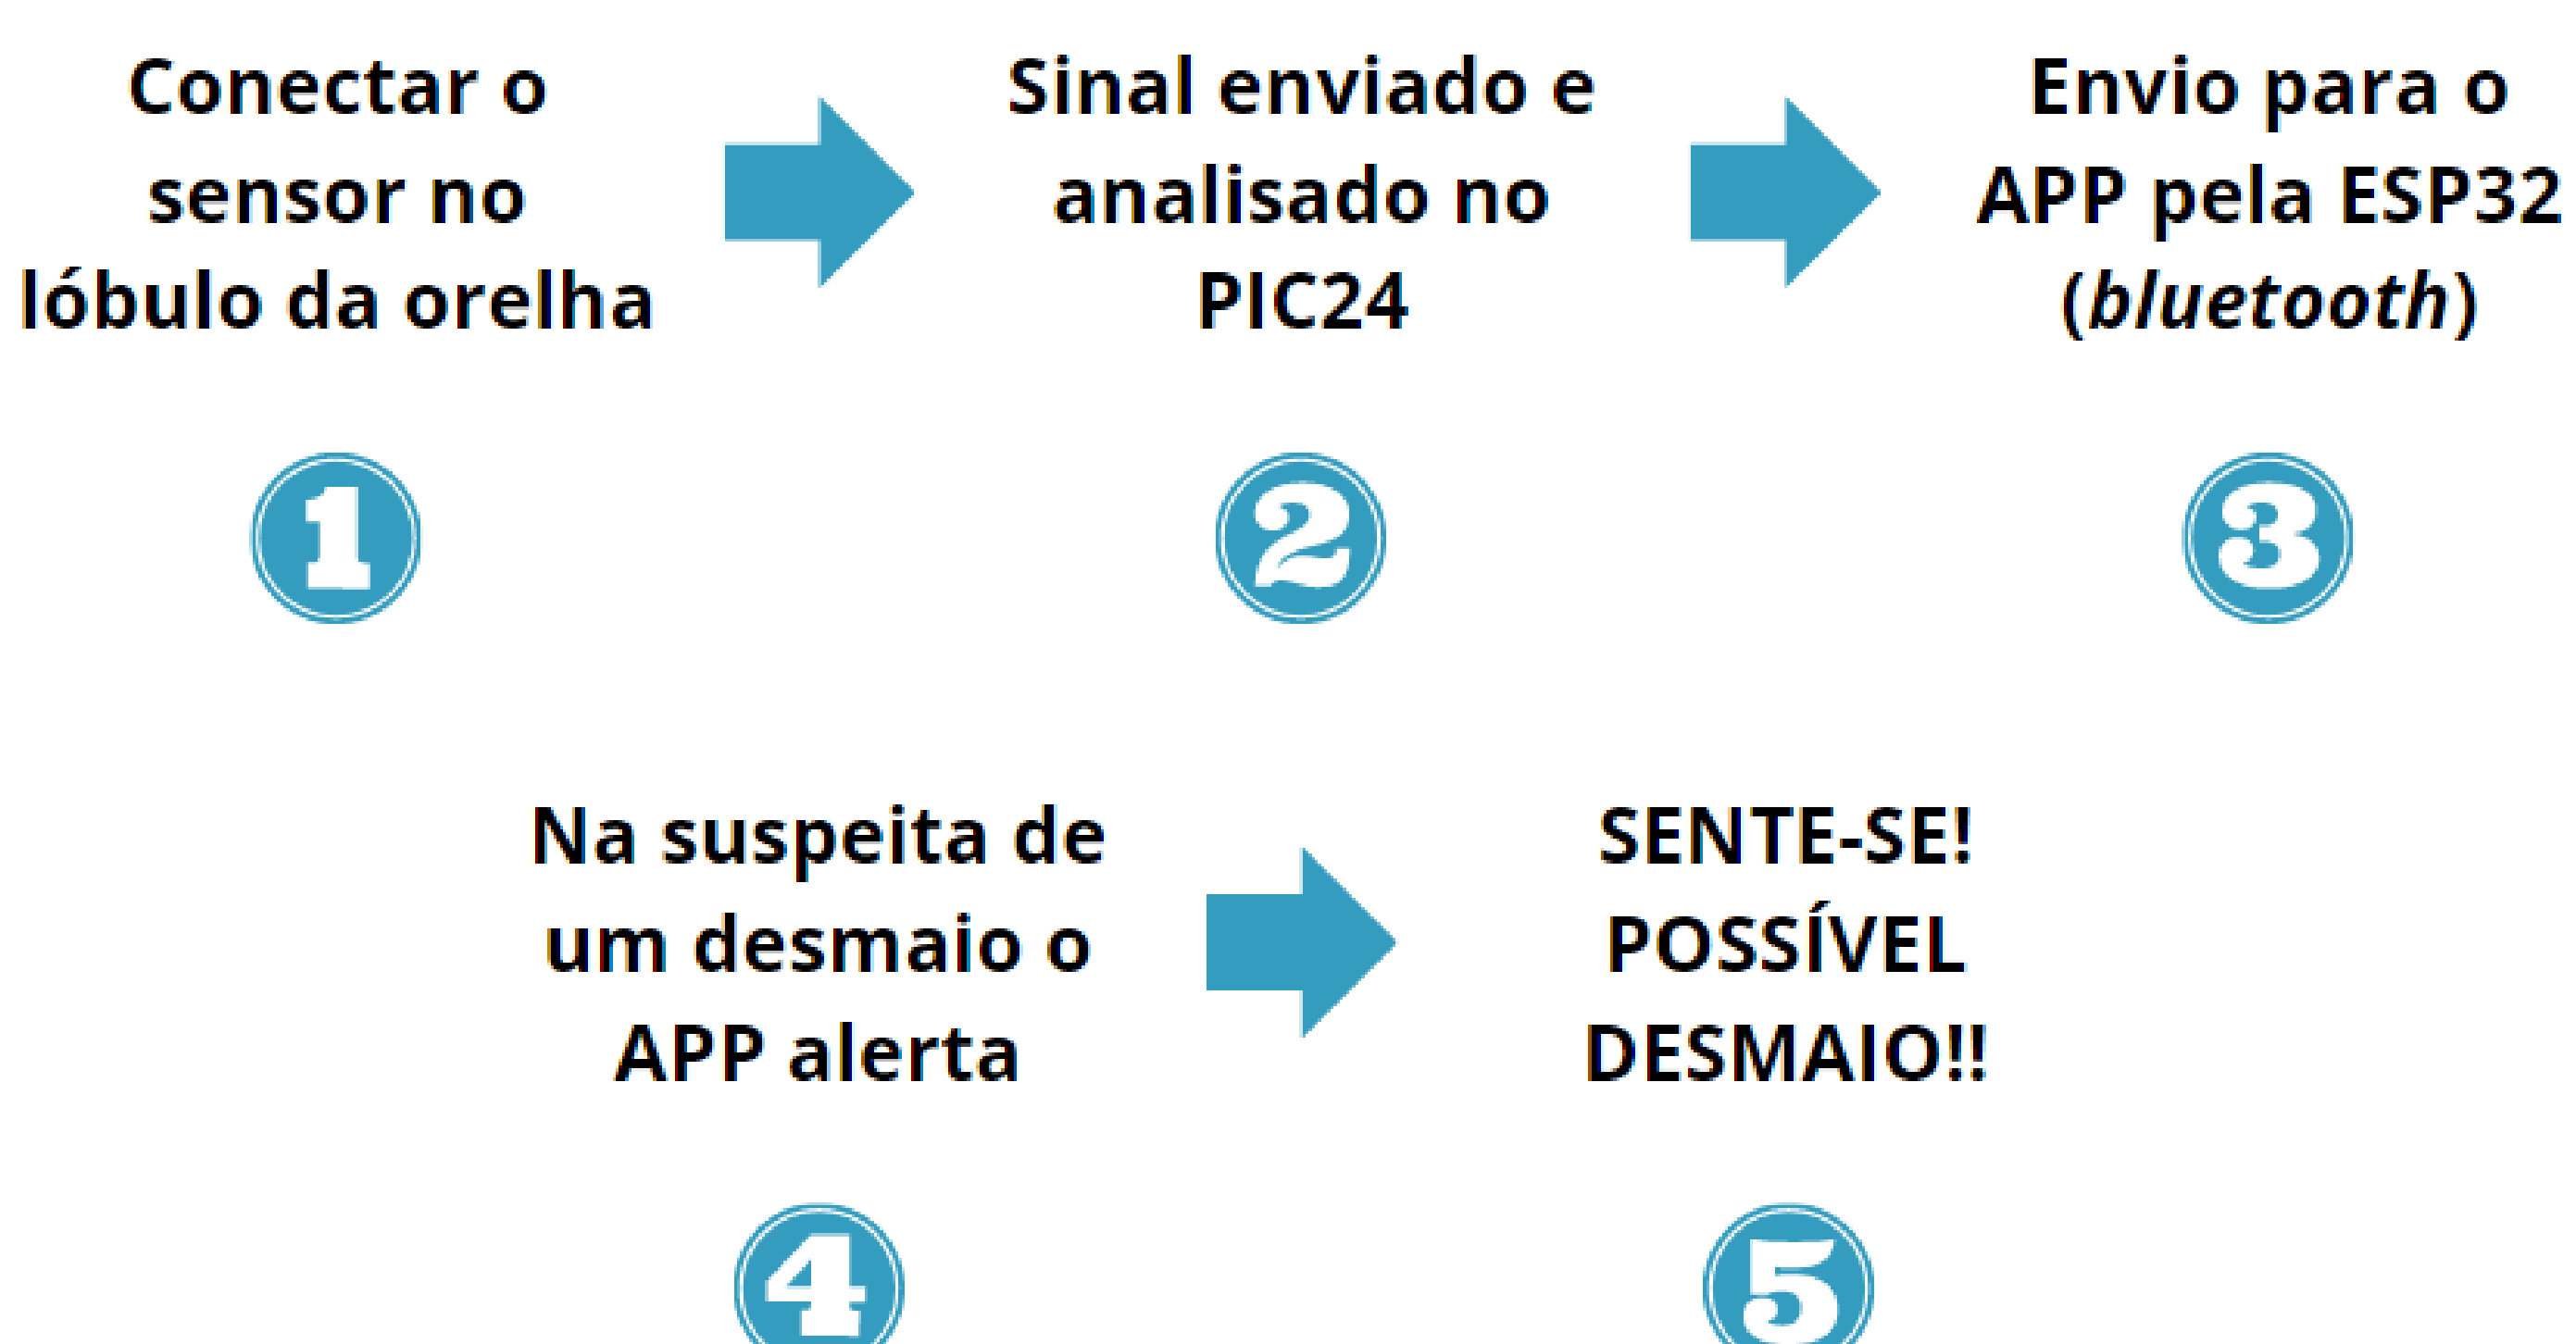 Conectar o
sensor no
lóbulo da orelha
Sinal enviado e
analisado no
PIC24
Envio para o
APP pela ESP32
(bluetooth)
1
2
3
Na suspeita de
um desmaio o
APP alerta
SENTE-SE!
POSSÍVEL
DESMAIO!!
4
5